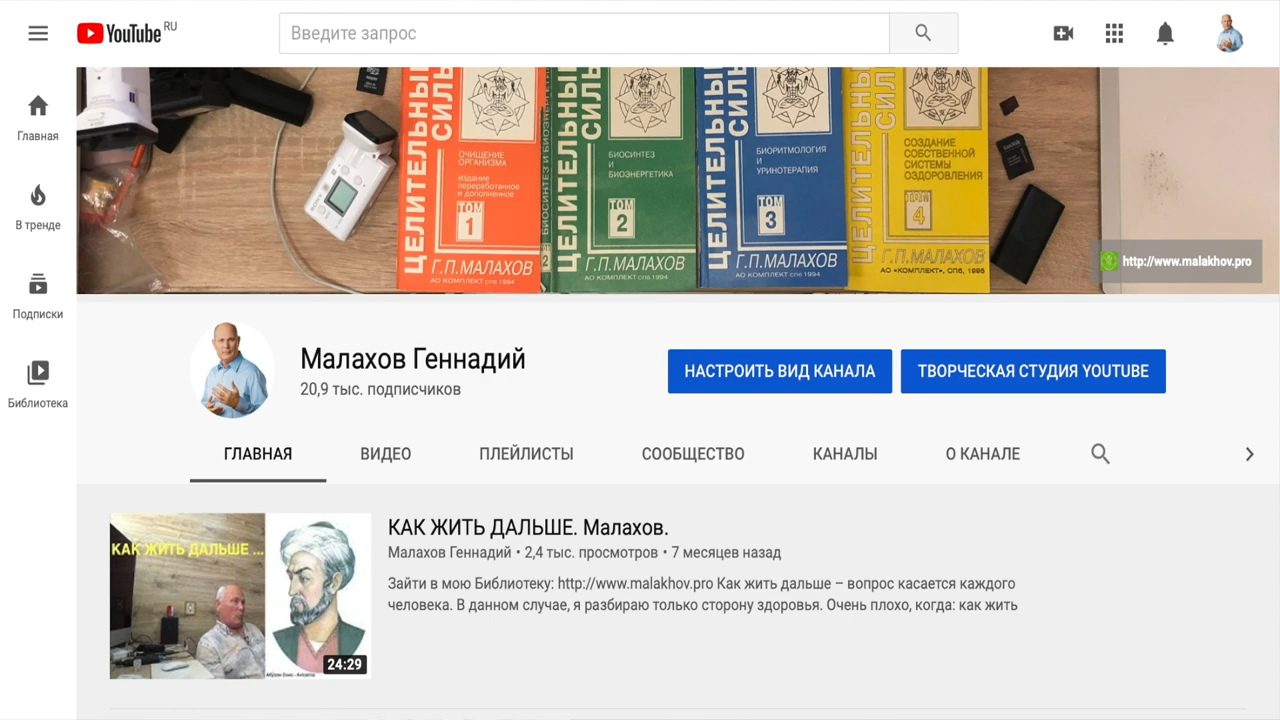 YouTube RU
Введите запрос
Главная
В тренде
Подписки
Библиотека
ЦЕЛИТЕЛЬНЫЕ
СИЛЫ
ОЧИЩЕНИЕ
ОРГАНИЗМА
издание
переработанное
и дополненное
ТОМ
1
Г.П.МАЛАХОВ
АО КОМПЛЕКТ СПб 1994
ЦЕЛИТЕЛЬНЫЕ
СИЛЫ
БИОСИНТЕЗ
И
БИОЭНЕРГЕТИКА
ТОМ
2
Г.П.МАЛАХОВ
АО КОМПЛЕКТ СПб 1994
ЦЕЛИТЕЛЬНЫЕ
СИЛЫ
БИОРИТМОЛОГИЯ
И
УРИНОТЕРАПИЯ
ТОМ
3
Г.П.МАЛАХОВ
АО КОМПЛЕКТ СПб 1994
ЦЕЛИТЕЛЬНЫЕ
СИЛЫ
СОЗДАНИЕ
СОБСТВЕННОЙ
СИСТЕМЫ
ОЗДОРОВЛЕНИЯ
ТОМ
4
Г.П.МАЛАХОВ
АО «КОМПЛЕКТ», СПб, 1995
http://www.malakhov.pro
Малахов Геннадий
20,9 тыс. подписчиков
НАСТРОИТЬ ВИД КАНАЛА
ТВОРЧЕСКАЯ СТУДИЯ YOUTUBE
ГЛАВНАЯ ВИДЕО ПЛЕЙЛИСТЫ СООБЩЕСТВО КАНАЛЫ О КАНАЛЕ
КАК ЖИТЬ ДАЛЬШЕ ...
24:29
КАК ЖИТЬ ДАЛЬШЕ. Малахов.
Малахов Геннадий • 2,4 тыс. просмотров • 7 месяцев назад
Зайти в мою Библиотеку: http://www.malakhov.pro Как жить дальше – вопрос касается каждого
человека. В данном случае, я разбираю только сторону здоровья. Очень плохо, когда: как жить